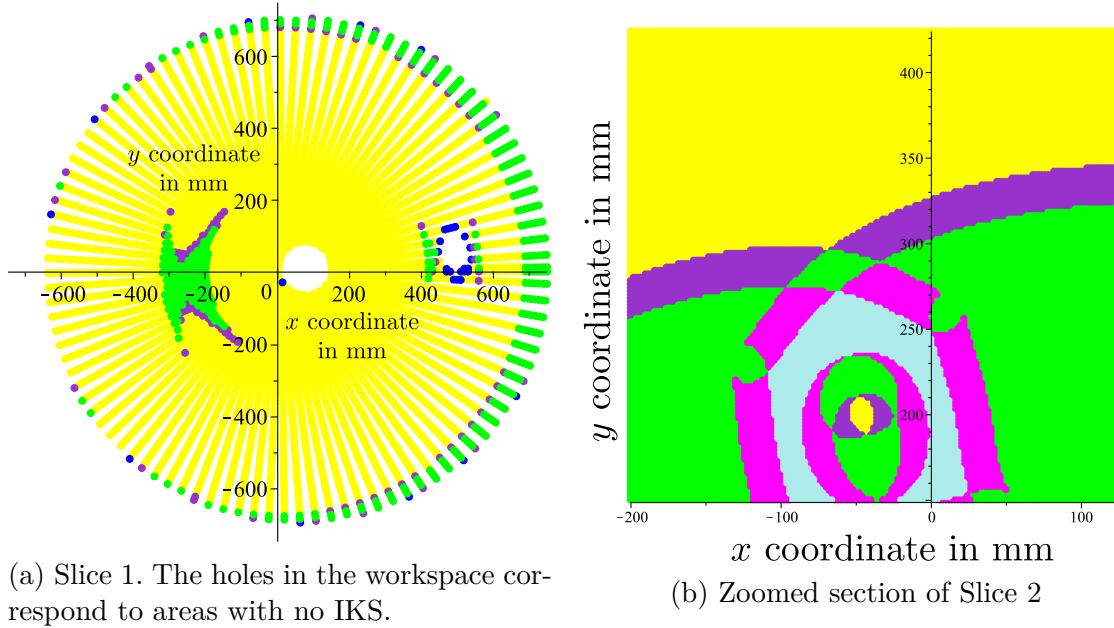 600
400
y coordinate
in mm
200
−600
−400
−200
0
200
400
600
x coordinate
in mm
−200
−400
−600
(a) Slice 1. The holes in the workspace cor-
respond to areas with no IKS.
y coordinate in mm
400
350
300
250
200
−200
−100
0
100
x coordinate in mm
(b) Zoomed section of Slice 2